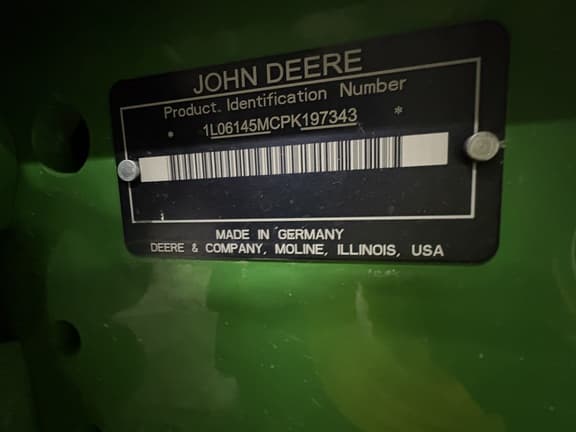 JOHN DEERE
Product Identification Number
* 1L06145MCPK197343 *
MADE IN GERMANY
DEERE & COMPANY, MOLINE, ILLINOIS, USA